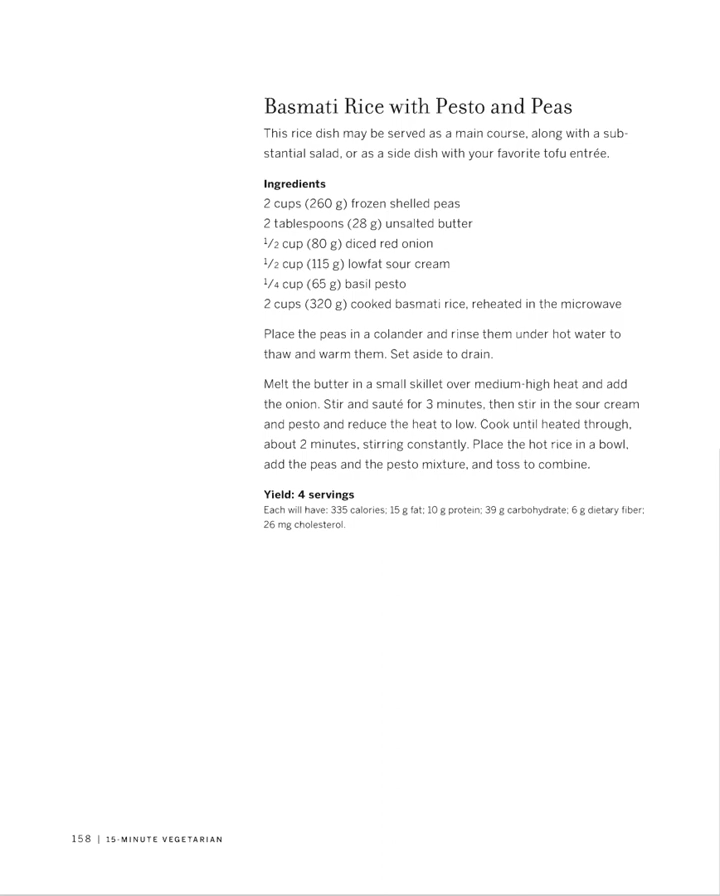 Basmati Rice with Pesto and Peas
This rice dish may be served as a main course, along with a sub-
stantial salad, or as a side dish with your favorite tofu entrée.
Ingredients
2 cups (260 g) frozen shelled peas
2 tablespoons (28 g) unsalted butter
1/2 cup (80 g) diced red onion
1/2 cup (115 g) lowfat sour cream
1/4 cup (65 g) basil pesto
2 cups (320 g) cooked basmati rice, reheated in the microwave
Place the peas in a colander and rinse them under hot water to
thaw and warm them. Set aside to drain.
Melt the butter in a small skillet over medium-high heat and add
the onion. Stir and sauté for 3 minutes, then stir in the sour cream
and pesto and reduce the heat to low. Cook until heated through,
about 2 minutes, stirring constantly. Place the hot rice in a bowl,
add the peas and the pesto mixture, and toss to combine.
Yield: 4 servings
Each will have: 335 calories; 15 g fat; 10 g protein; 39 g carbohydrate; 6 g dietary fiber;
26 mg cholesterol.
158 | 15-MINUTE VEGETARIAN